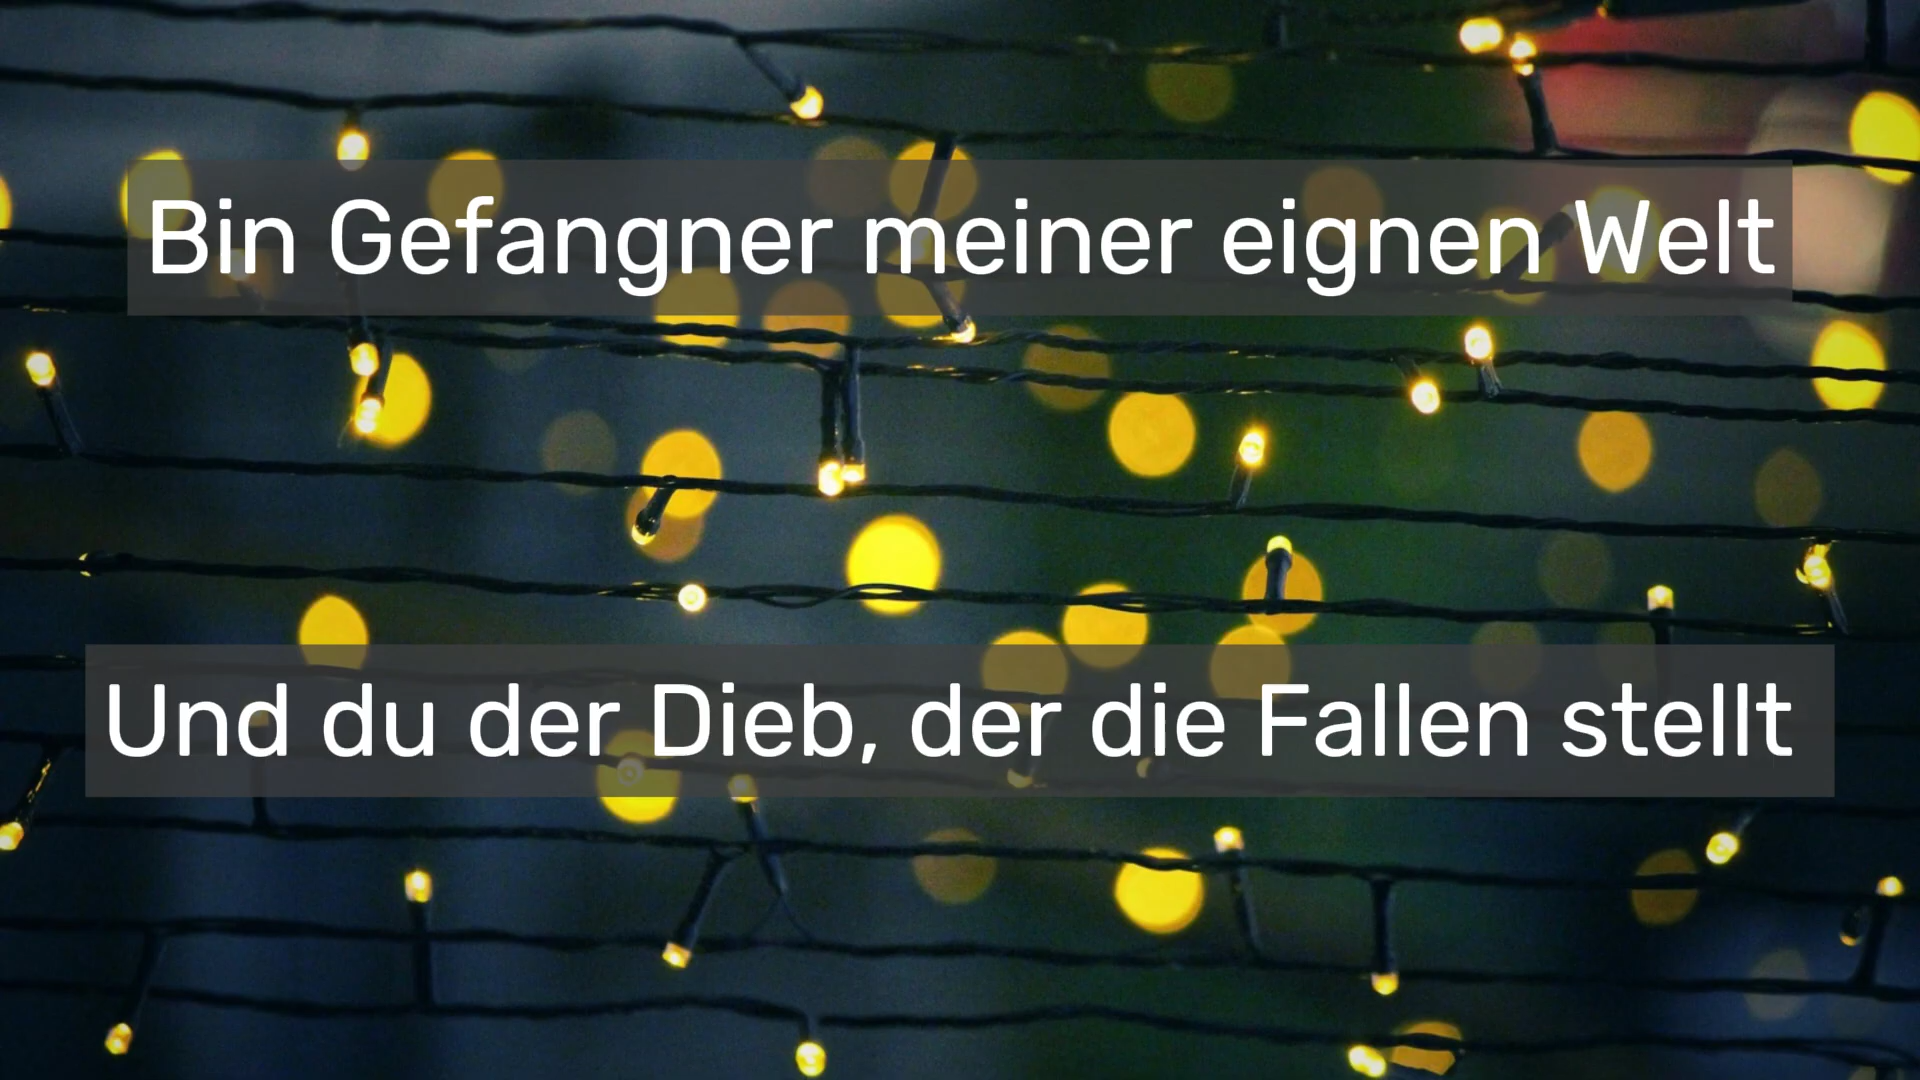 Bin Gefangner meiner eignen Welt
Und du der Dieb, der die Fallen stellt